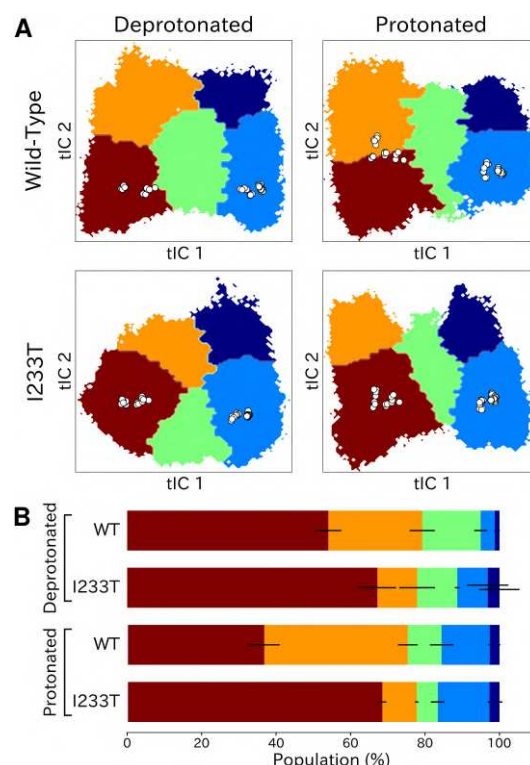 A
Deprotonated
Protonated
Wild-Type
tIC 2
tIC 1
tIC 2
tIC 1
I233T
tIC 2
tIC 1
tIC 2
tIC 1
B
Deprotonated
WT
I233T
Protonated
WT
I233T
0 20 40 60 80 100
Population (%)